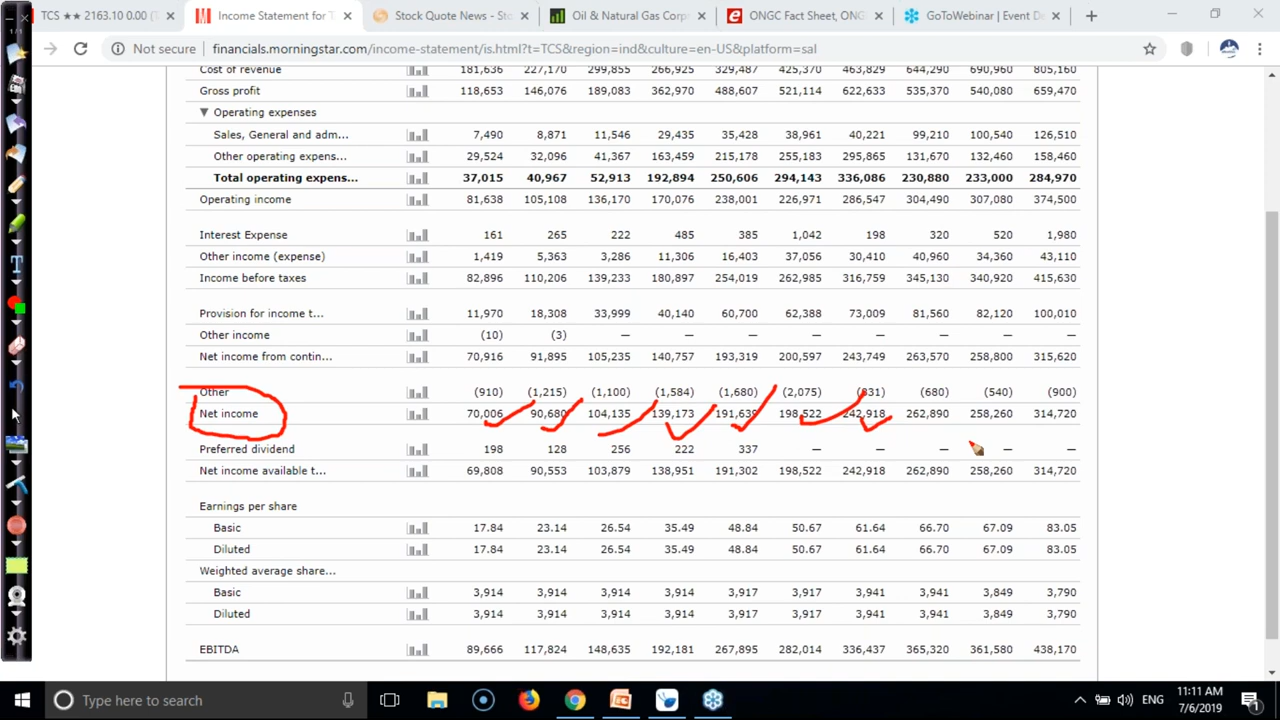 TCS ★★ 2163.10 0.00 (
Income Statement for T
Stock Quote News - St
Oil & Natural Gas Corp
ONGC Fact Sheet, ONG
GoToWebinar | Event D
Not secure financials.morningstar.com/income-statement/is.html?t=TCS&region=ind&culture=en-US&platform=sal
1/1
Cost of revenue 181,636 227,170 299,855 266,925 329,487 425,370 463,829 644,290 690,960 805,160
Gross profit 118,653 146,076 189,083 362,970 488,607 521,114 622,633 535,370 540,080 659,470
▼ Operating expenses
Sales, General and adm... 7,490 8,871 11,546 29,435 35,428 38,961 40,221 99,210 100,540 126,510
Other operating expens... 29,524 32,096 41,367 163,459 215,178 255,183 295,865 131,670 132,460 158,460
Total operating expens... 37,015 40,967 52,913 192,894 250,606 294,143 336,086 230,880 233,000 284,970
Operating income 81,638 105,108 136,170 170,076 238,001 226,971 286,547 304,490 307,080 374,500
Interest Expense 161 265 222 485 385 1,042 198 320 520 1,980
Other income (expense) 1,419 5,363 3,286 11,306 16,403 37,056 30,410 40,960 34,360 43,110
Income before taxes 82,896 110,206 139,233 180,897 254,019 262,985 316,759 345,130 340,920 415,630
Provision for income t... 11,970 18,308 33,999 40,140 60,700 62,388 73,009 81,560 82,120 100,010
Other income (10) (3) — — — — — — — —
Net income from contin... 70,916 91,895 105,235 140,757 193,319 200,597 243,749 263,570 258,800 315,620
Other (910) (1,215) (1,100) (1,584) (1,680) (2,075) (831) (680) (540) (900)
Net income 70,006 90,680 104,135 139,173 191,639 198,522 242,918 262,890 258,260 314,720
Preferred dividend 198 128 256 222 337 — — — — —
Net income available t... 69,808 90,553 103,879 138,951 191,302 198,522 242,918 262,890 258,260 314,720
Earnings per share
Basic 17.84 23.14 26.54 35.49 48.84 50.67 61.64 66.70 67.09 83.05
Diluted 17.84 23.14 26.54 35.49 48.84 50.67 61.64 66.70 67.09 83.05
Weighted average share...
Basic 3,914 3,914 3,914 3,914 3,917 3,917 3,941 3,941 3,849 3,790
Diluted 3,914 3,914 3,914 3,914 3,917 3,917 3,941 3,941 3,849 3,790
EBITDA 89,666 117,824 148,635 192,181 267,895 282,014 336,437 365,320 361,580 438,170
Type here to search
ENG
11:11 AM
7/6/2019